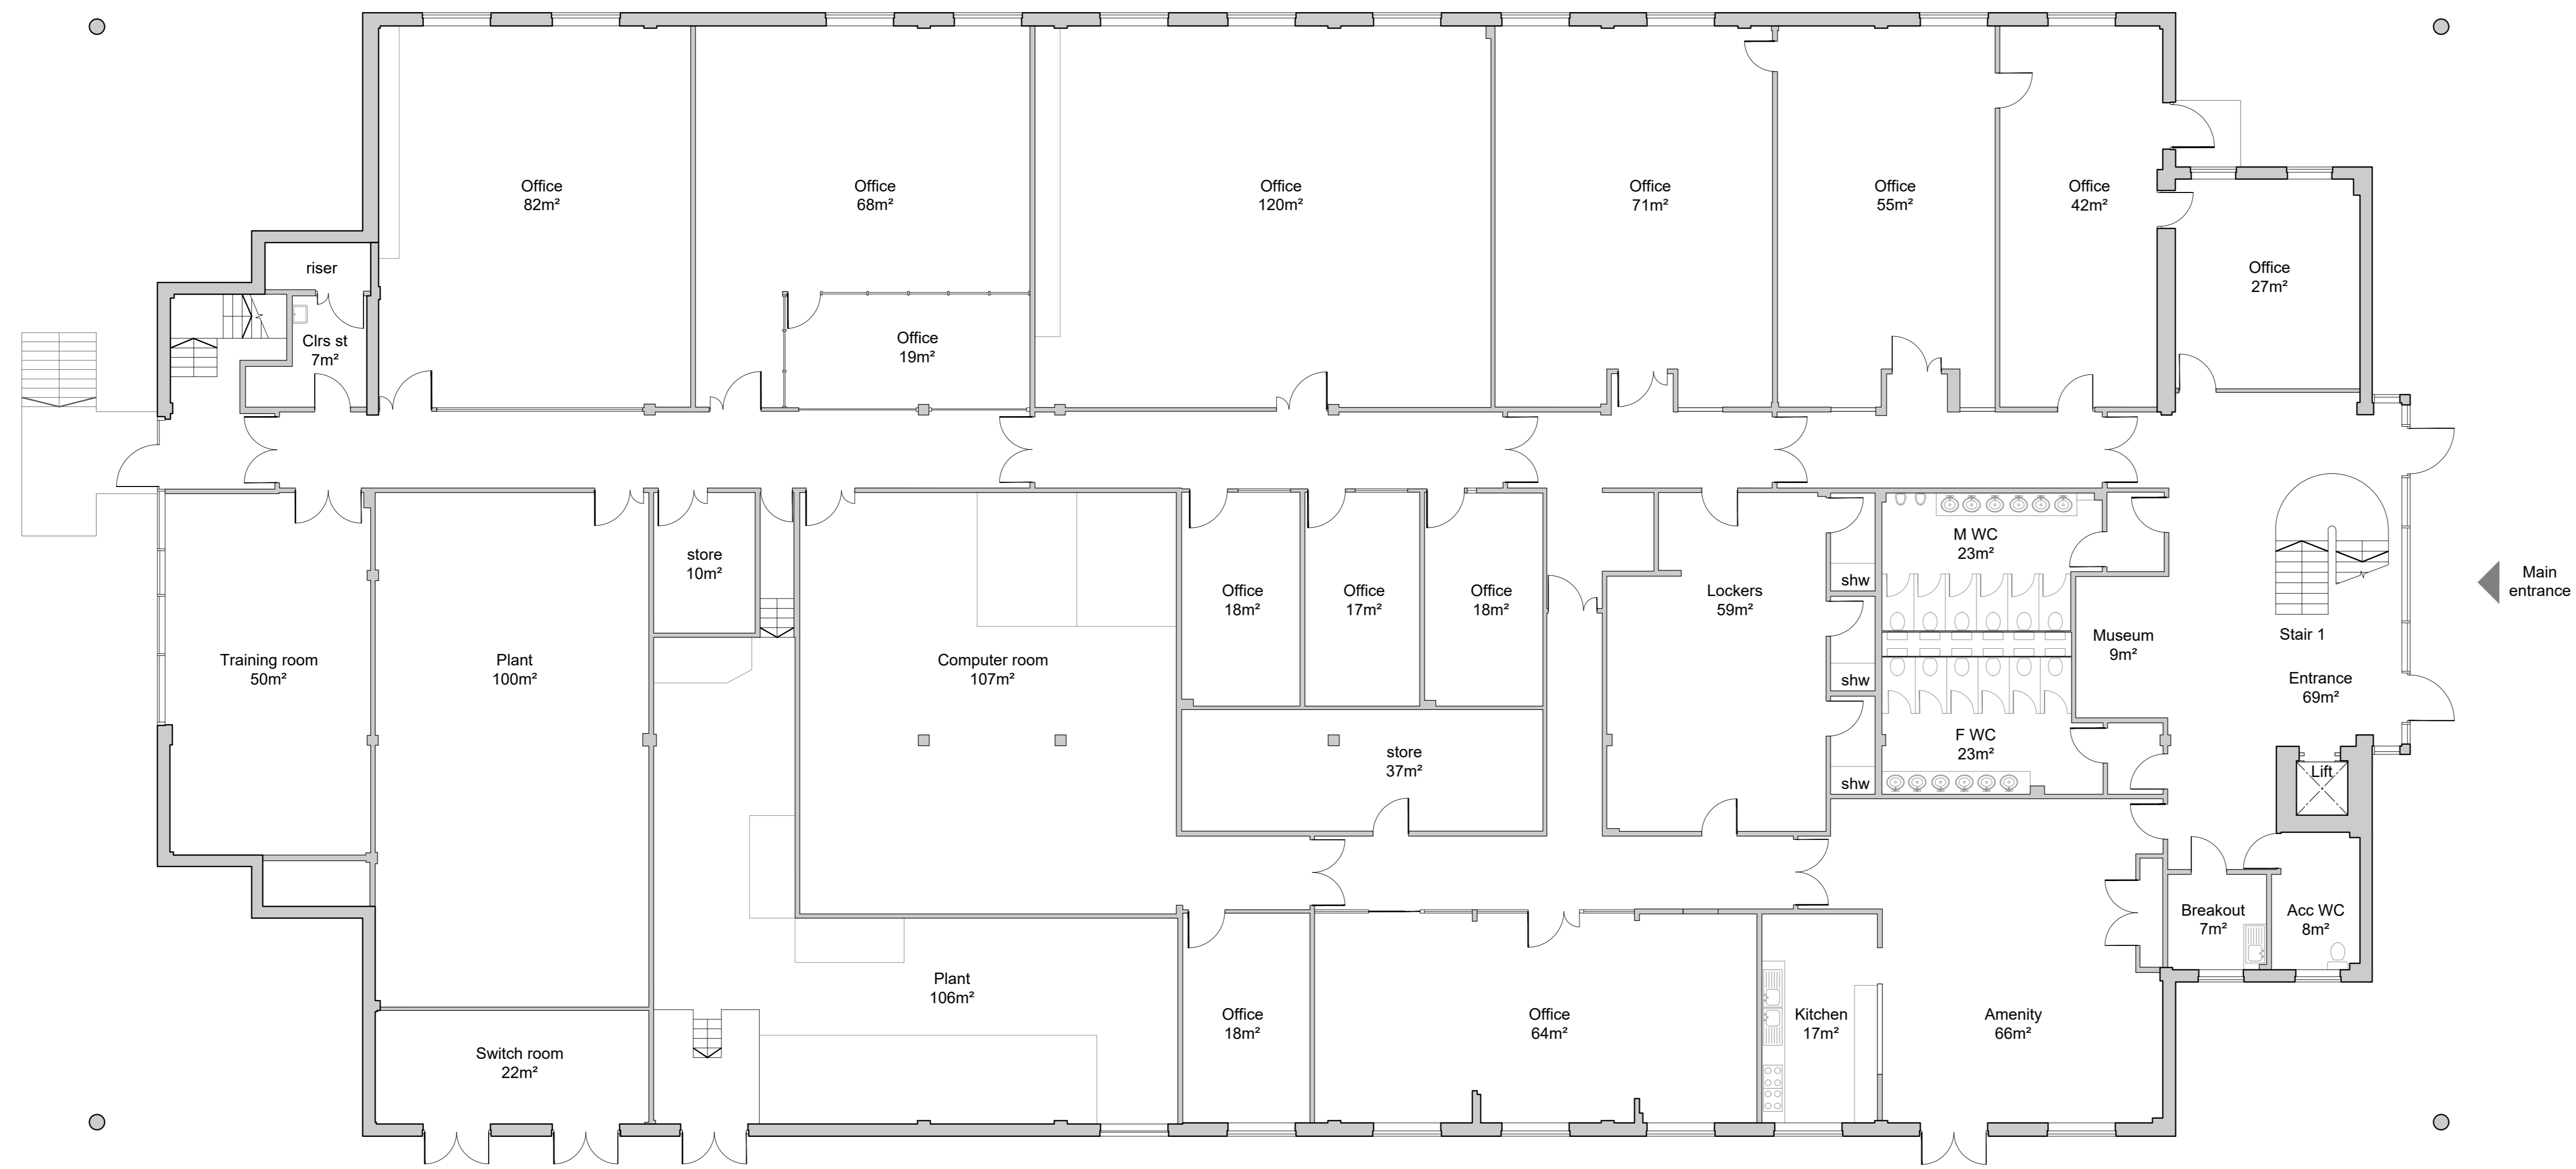 Office
82m²
Office
68m²
Office
120m²
Office
71m²
Office
55m²
Office
42m²
Office
27m²
riser
Clrs st
7m²
Office
19m²
store
10m²
M WC
23m²
Main
entrance
Office
18m²
Office
17m²
Office
18m²
Lockers
59m²
shw
Training room
50m²
Plant
100m²
Computer room
107m²
Museum
9m²
Stair 1
Entrance
69m²
shw
store
37m²
F WC
23m²
shw
Lift
Breakout
7m²
Acc WC
8m²
Plant
106m²
Office
18m²
Office
64m²
Kitchen
17m²
Amenity
66m²
Switch room
22m²